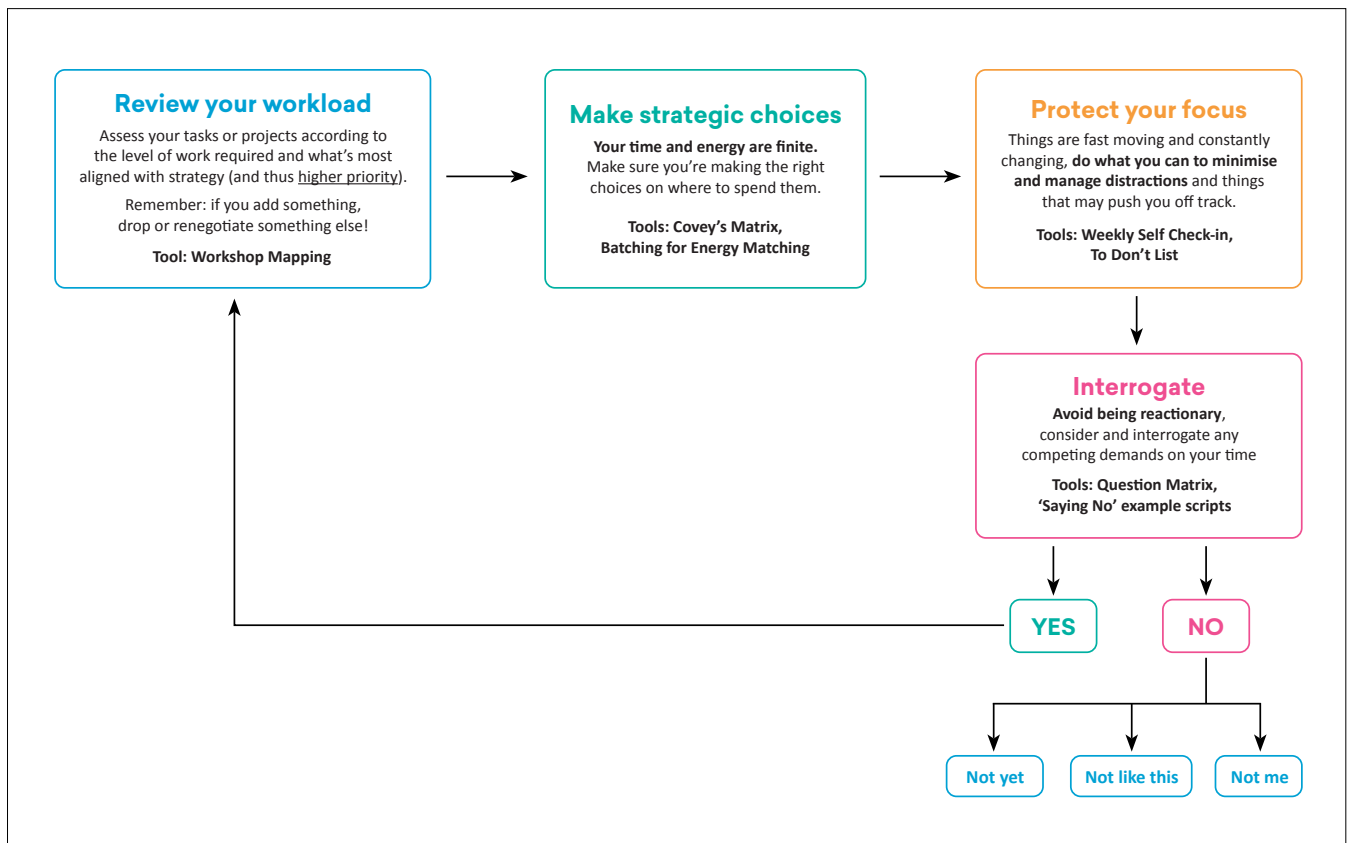 Review your workload
Assess your tasks or projects according to
the level of work required and what’s most
aligned with strategy (and thus higher priority).
Remember: if you add something,
drop or renegotiate something else!
Tool: Workshop Mapping
Make strategic choices
Your time and energy are finite.
Make sure you’re making the right
choices on where to spend them.
Tools: Covey’s Matrix,
Batching for Energy Matching
Protect your focus
Things are fast moving and constantly
changing, do what you can to minimise
and manage distractions and things
that may push you off track.
Tools: Weekly Self Check-in,
To Don’t List
Interrogate
Avoid being reactionary,
consider and interrogate any
competing demands on your time
Tools: Question Matrix,
‘Saying No’ example scripts
YES
NO
Not yet
Not like this
Not me